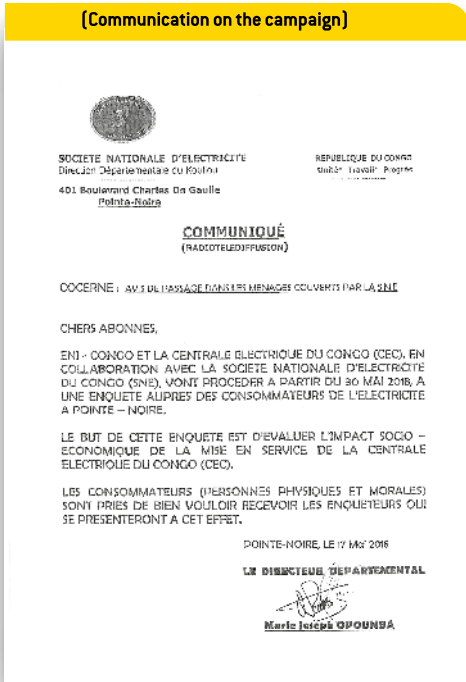 (Communication on the campaign)
SOCIETE NATIONALE D'ELECTRICITE
Direction Départementale du Kouilou
REPUBLIQUE DU CONGO
Unité* Travail* Progrès
401 Boulevard Charles De Gaulle
Pointe-Noire
COMMUNIQUÉ
(RADIOTELEDIFFUSION)
COCERNE : AVIS DE PASSAGE DANS LES MENAGES COUVERTS PAR LA SNE
CHERS ABONNES,
ENI - CONGO ET LA CENTRALE ELECTRIQUE DU CONGO (CEC), EN
COLLABORATION AVEC LA SOCIETE NATIONALE D'ELECTRICITE
DU CONGO (SNE), VONT PROCEDER A PARTIR DU 30 MAI 2018, A
UNE ENQUETE AUPRES DES CONSOMMATEURS DE L'ELECTRICITE
A POINTE – NOIRE.
LE BUT DE CETTE ENQUETE EST D'EVALUER L'IMPACT SOCIO –
ECONOMIQUE DE LA MISE EN SERVICE DE LA CENTRALE
ELECTRIQUE DU CONGO (CEC).
LES CONSOMMATEURS (PERSONNES PHYSIQUES ET MORALES)
SONT PRIES DE BIEN VOULOIR RECEVOIR LES ENQUETEURS QUI
SE PRESENTERONT A CET EFFET.
POINTE-NOIRE, LE 17 Mai 2018
LE DIRECTEUR DEPARTEMENTAL
Marie Joseph